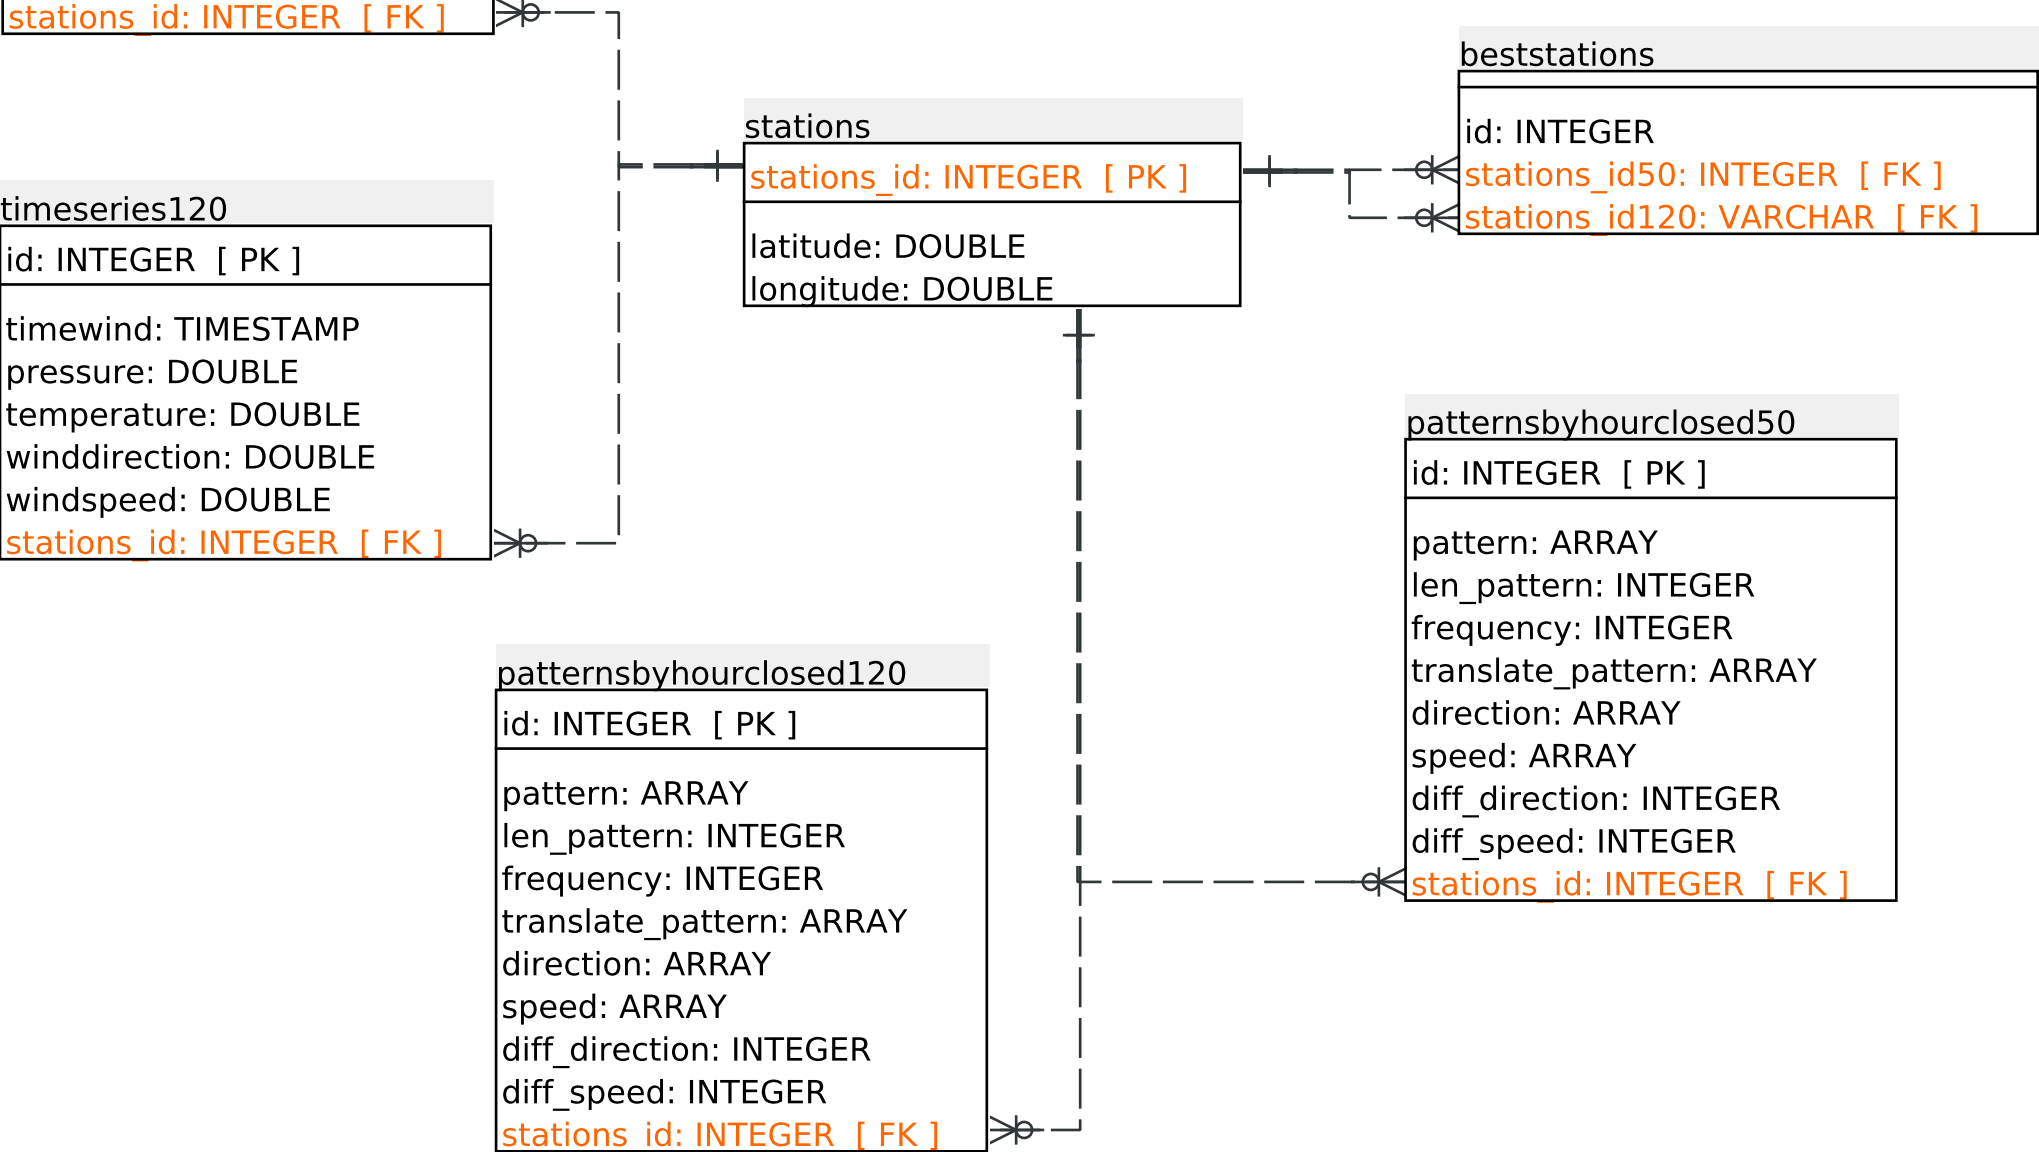 stations_id: INTEGER [ FK ]
timeseries120
id: INTEGER [ PK ]
timewind: TIMESTAMP
pressure: DOUBLE
temperature: DOUBLE
winddirection: DOUBLE
windspeed: DOUBLE
stations_id: INTEGER [ FK ]
stations
stations_id: INTEGER [ PK ]
latitude: DOUBLE
longitude: DOUBLE
beststations
id: INTEGER
stations_id50: INTEGER [ FK ]
stations_id120: VARCHAR [ FK ]
patternsbyhourclosed120
id: INTEGER [ PK ]
pattern: ARRAY
len_pattern: INTEGER
frequency: INTEGER
translate_pattern: ARRAY
direction: ARRAY
speed: ARRAY
diff_direction: INTEGER
diff_speed: INTEGER
stations_id: INTEGER [ FK ]
patternsbyhourclosed50
id: INTEGER [ PK ]
pattern: ARRAY
len_pattern: INTEGER
frequency: INTEGER
translate_pattern: ARRAY
direction: ARRAY
speed: ARRAY
diff_direction: INTEGER
diff_speed: INTEGER
stations_id: INTEGER [ FK ]